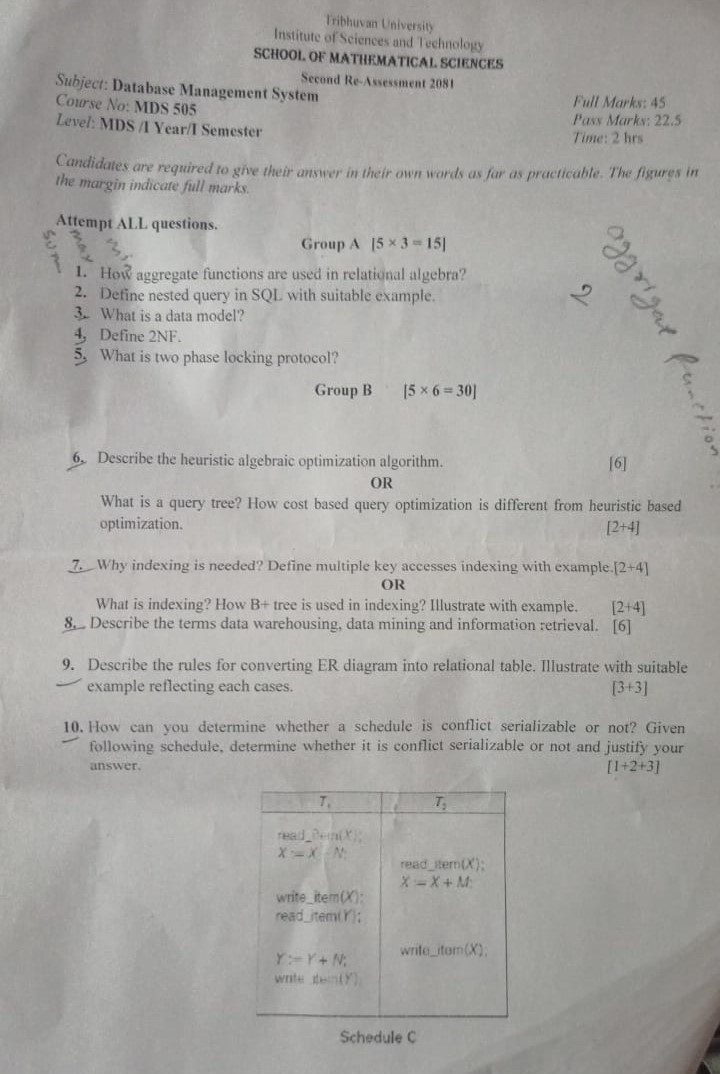 Tribhuvan University
Institute of Sciences and Technology
SCHOOL OF MATHEMATICAL SCIENCES
Second Re-Assessment 2081
Subject: Database Management System
Course No: MDS 505
Level: MDS /I Year/I Semester
Full Marks: 45
Pass Marks: 22.5
Time: 2 hrs
Candidates are required to give their answer in their own words as far as practicable. The figures in
the margin indicate full marks.
Attempt ALL questions.
sum
max
Group A [5 × 3 = 15]
aggrigate function
2
1. How aggregate functions are used in relational algebra?
2. Define nested query in SQL with suitable example.
3. What is a data model?
4. Define 2NF.
5. What is two phase locking protocol?
Group B [5 × 6 = 30]
6. Describe the heuristic algebraic optimization algorithm. [6]
OR
What is a query tree? How cost based query optimization is different from heuristic based
optimization. [2+4]
7. Why indexing is needed? Define multiple key accesses indexing with example.[2+4]
OR
What is indexing? How B+ tree is used in indexing? Illustrate with example. [2+4]
8. Describe the terms data warehousing, data mining and information retrieval. [6]
9. Describe the rules for converting ER diagram into relational table. Illustrate with suitable
example reflecting each cases. [3+3]
10. How can you determine whether a schedule is conflict serializable or not? Given
following schedule, determine whether it is conflict serializable or not and justify your
answer. [1+2+3]
T₁ T₂
read_item(X);
X := X - N;
read_item(X);
X := X + M;
write_item(X);
read_item(Y);
write_item(X);
Y := Y + N;
write_item(Y);
Schedule C